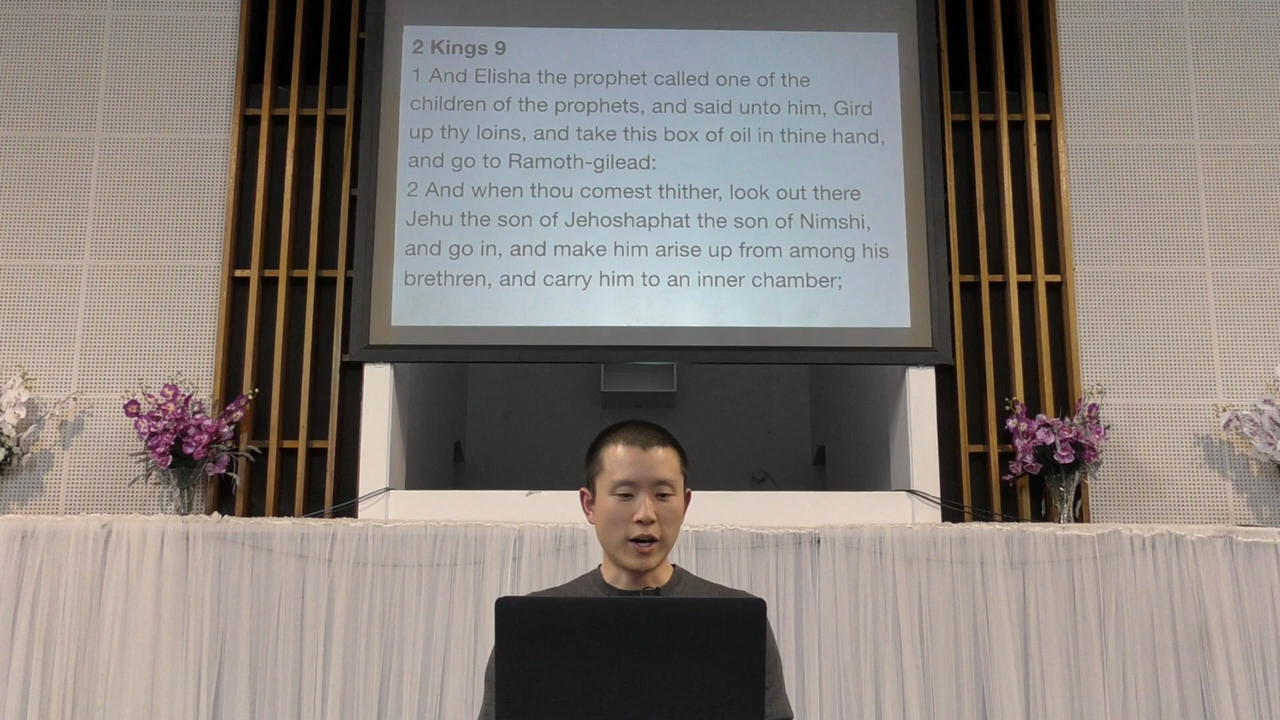 2 Kings 9
1 And Elisha the prophet called one of the
children of the prophets, and said unto him, Gird
up thy loins, and take this box of oil in thine hand,
and go to Ramoth-gilead:
2 And when thou comest thither, look out there
Jehu the son of Jehoshaphat the son of Nimshi,
and go in, and make him arise up from among his
brethren, and carry him to an inner chamber;